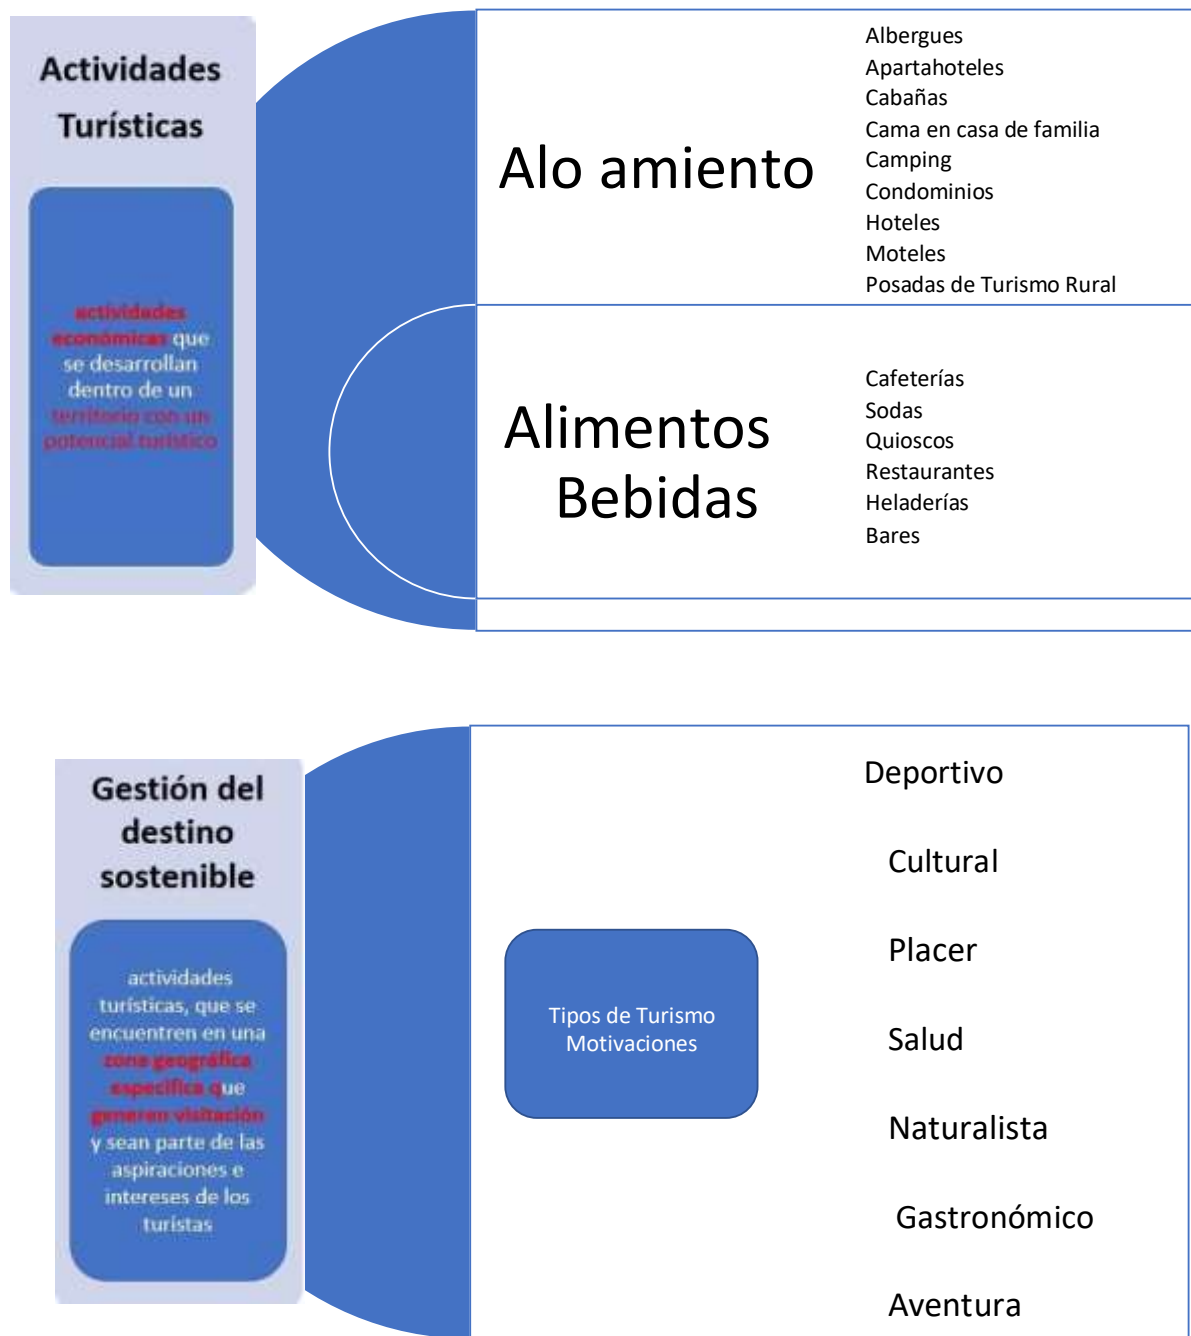 Actividades
Turísticas
actividades
económicas que
se desarrollan
dentro de un
territorio con un
potencial turístico
Alo amiento
Albergues
Apartahoteles
Cabañas
Cama en casa de familia
Camping
Condominios
Hoteles
Moteles
Posadas de Turismo Rural
Alimentos
Bebidas
Cafeterías
Sodas
Quioscos
Restaurantes
Heladerías
Bares
Gestión del
destino
sostenible
actividades
turísticas, que se
encuentren en una
zona geográfica
específica que
generen visitación
y sean parte de las
aspiraciones e
intereses de los
turistas
Tipos de Turismo
Motivaciones
Deportivo
Cultural
Placer
Salud
Naturalista
Gastronómico
Aventura